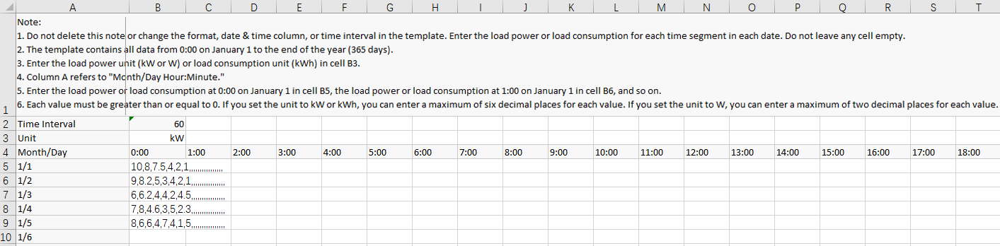 A B C D E F G H I J K L M N O P Q R S T
Note:
1. Do not delete this note or change the format, date & time column, or time interval in the template. Enter the load power or load consumption for each time segment in each date. Do not leave any cell empty.
2. The template contains all data from 0:00 on January 1 to the end of the year (365 days).
3. Enter the load power unit (kW or W) or load consumption unit (kWh) in cell B3.
4. Column A refers to "Month/Day Hour:Minute."
5. Enter the load power or load consumption at 0:00 on January 1 in cell B5, the load power or load consumption at 1:00 on January 1 in cell B6, and so on.
1 6. Each value must be greater than or equal to 0. If you set the unit to kW or kWh, you can enter a maximum of six decimal places for each value. If you set the unit to W, you can enter a maximum of two decimal places for each value.
2 Time Interval 60
3 Unit kW
4 Month/Day 0:00 1:00 2:00 3:00 4:00 5:00 6:00 7:00 8:00 9:00 10:00 11:00 12:00 13:00 14:00 15:00 16:00 17:00 18:00
5 1/1 10,8,7.5,4,2,1,,,,,,,,,,,,,,,,,,
6 1/2 9,8.2,5,3,4,2,1,,,,,,,,,,,,,,,,,
7 1/3 6,6.2,4,4.2,4.5,,,,,,,,,,,,,,,,,
8 1/4 7,8,4.6,3,5,2.3,,,,,,,,,,,,,,,,,
9 1/5 8,6,6,4,7,4,1,5,,,,,,,,,,,,,,,,,
10 1/6